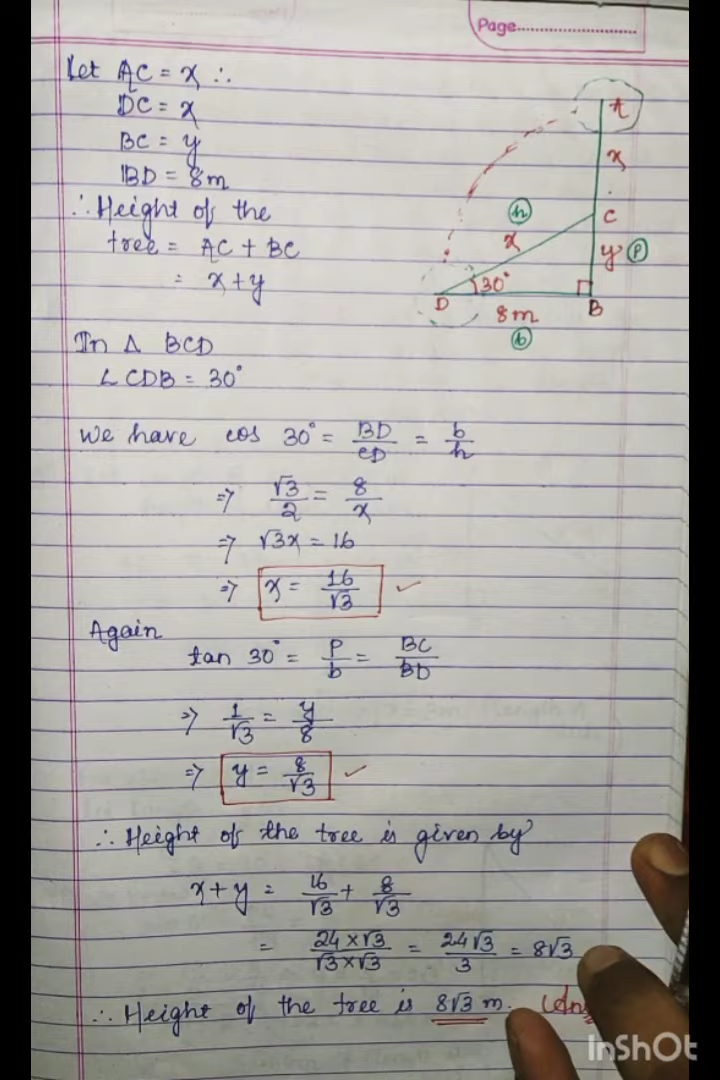 Page..........................
Let AC = x ∴
DC = x
BC = y
BD = 8m
∴ Height of the
tree = AC + BC
= x + y
A
x
C
h
x
y P
30°
D
B
8m
b
In Δ BCD
∠ CDB = 30°
We have cos 30° = BD/CD = b/h
⇒ √3/2 = 8/x
⇒ √3x = 16
⇒ x = 16/√3 ✓
Again
tan 30° = P/b = BC/BD
⇒ 1/√3 = y/8
⇒ y = 8/√3 ✓
∴ Height of the tree is given by
x + y = 16/√3 + 8/√3
= 24×√3/√3×√3 = 24√3/3 = 8√3
∴ Height of the tree is 8√3 m. (Ans
InShOt